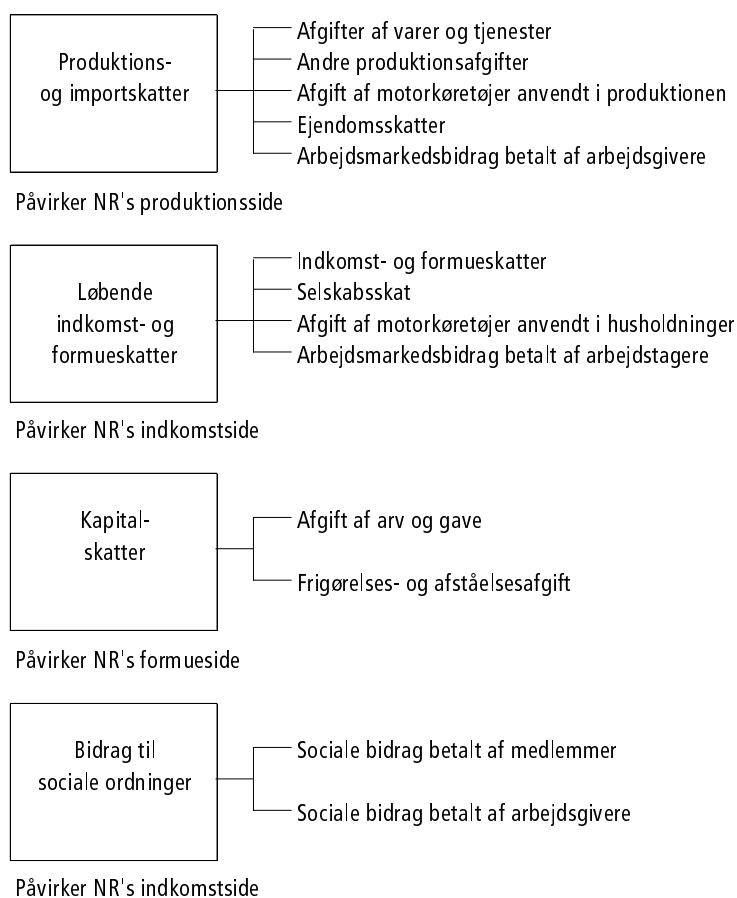 Produktions-
og importskatter
Afgifter af varer og tjenester
Andre produktionsafgifter
Afgift af motorkøretøjer anvendt i produktionen
Ejendomsskatter
Arbejdsmarkedsbidrag betalt af arbejdsgivere
Påvirker NR's produktionsside
Løbende
indkomst- og
formueskatter
Indkomst- og formueskatter
Selskabsskat
Afgift af motorkøretøjer anvendt i husholdninger
Arbejdsmarkedsbidrag betalt af arbejdstagere
Påvirker NR's indkomstside
Kapital-
skatter
Afgift af arv og gave
Frigørelses- og afståelsesafgift
Påvirker NR's formueside
Bidrag til
sociale ordninger
Sociale bidrag betalt af medlemmer
Sociale bidrag betalt af arbejdsgivere
Påvirker NR's indkomstside